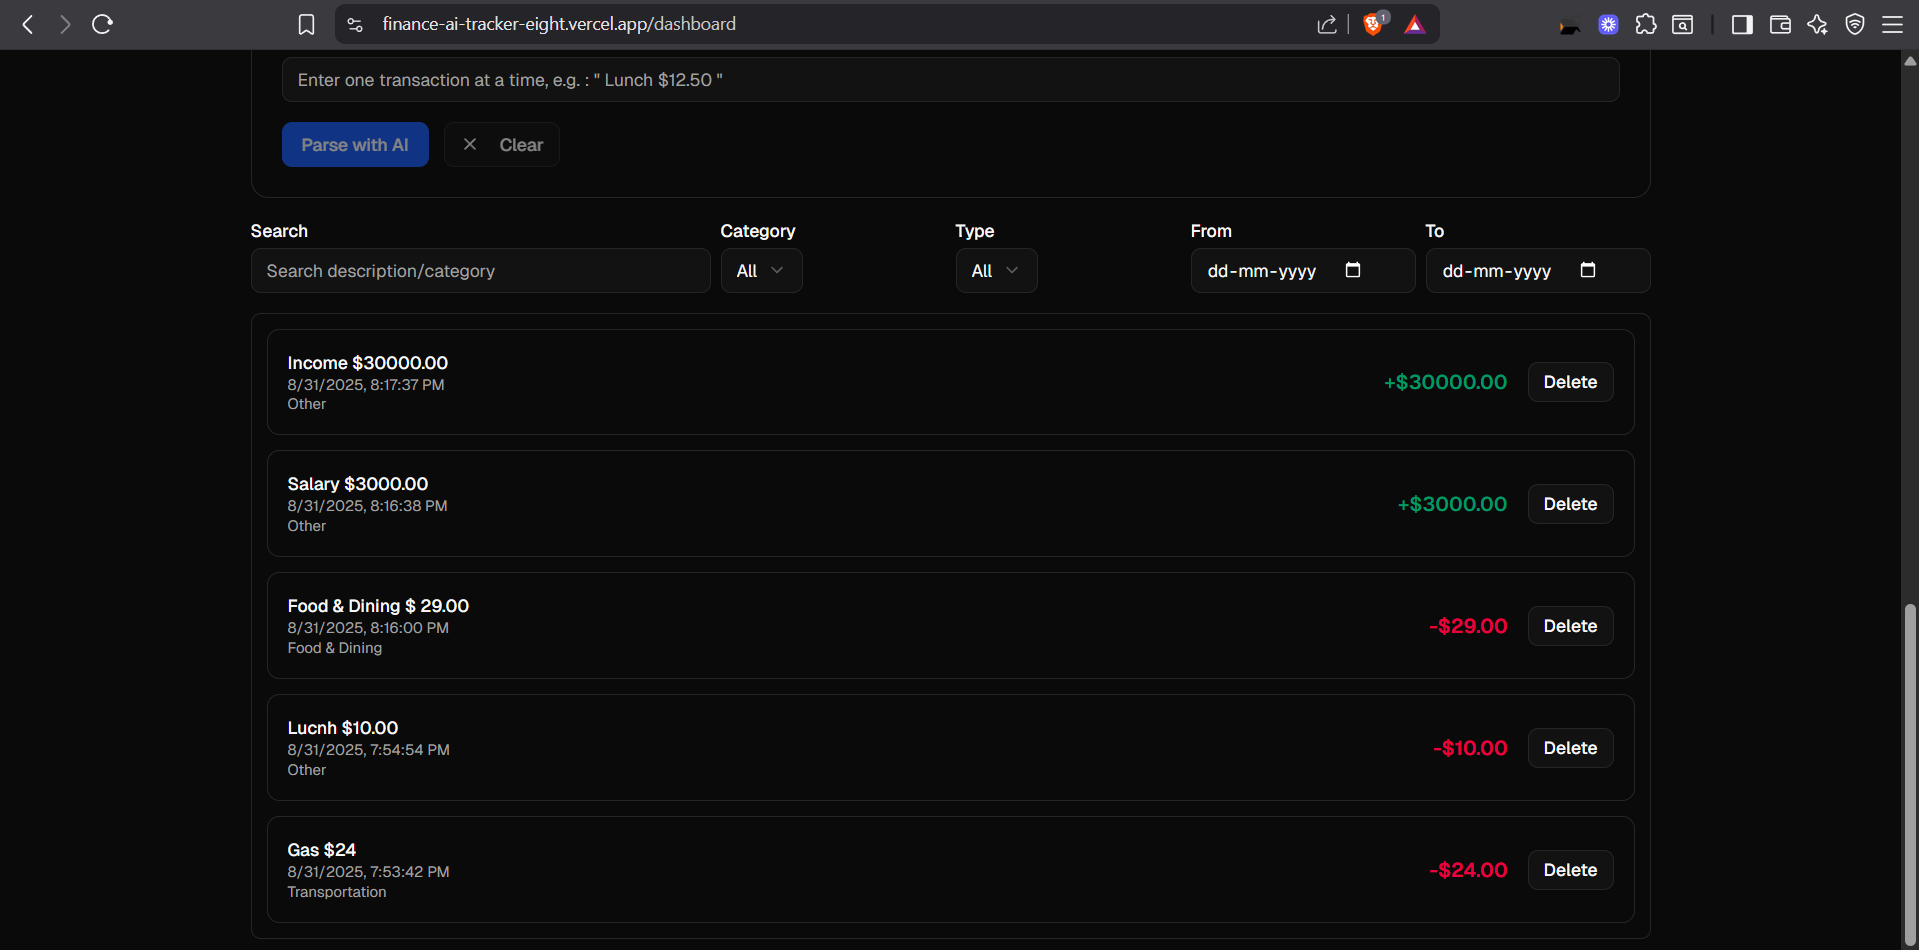 finance-ai-tracker-eight.vercel.app/dashboard
1
Enter one transaction at a time, e.g. : " Lunch $12.50 "
Parse with AI
Clear
Search
Category
Type
From
To
Search description/category
All
All
dd-mm-yyyy
dd-mm-yyyy
Income $30000.00
8/31/2025, 8:17:37 PM
Other
+$30000.00
Delete
Salary $3000.00
8/31/2025, 8:16:38 PM
Other
+$3000.00
Delete
Food & Dining $ 29.00
8/31/2025, 8:16:00 PM
Food & Dining
-$29.00
Delete
Lucnh $10.00
8/31/2025, 7:54:54 PM
Other
-$10.00
Delete
Gas $24
8/31/2025, 7:53:42 PM
Transportation
-$24.00
Delete